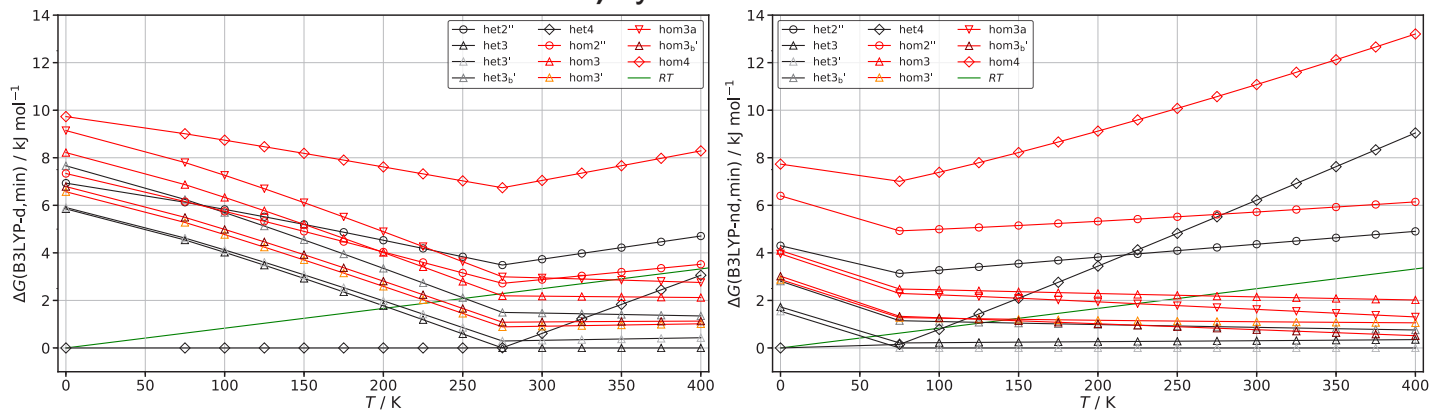 14
12
10
8
6
4
2
0
0
50
100
150
200
250
300
350
400
T / K
ΔG(B3LYP-d,min) / kJ mol⁻¹
het2''
het3
het3'
het3b'
het4
hom2''
hom3
hom3'
hom3a
hom3b'
hom4
RT
14
12
10
8
6
4
2
0
0
50
100
150
200
250
300
350
400
T / K
ΔG(B3LYP-nd,min) / kJ mol⁻¹
het2''
het3
het3'
het3b'
het4
hom2''
hom3
hom3'
hom3a
hom3b'
hom4
RT